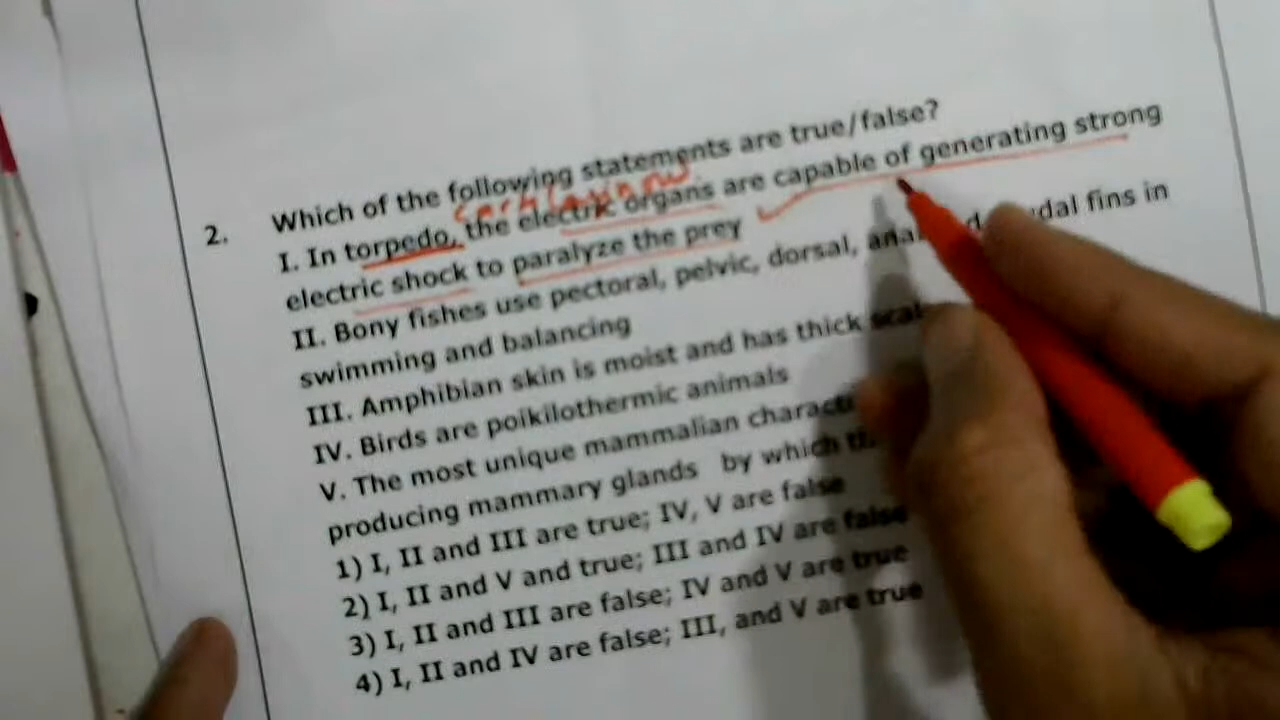 2. Which of the following statements are true/false?
I. In torpedo, the electric organs are capable of generating strong
electric shock to paralyze the prey
II. Bony fishes use pectoral, pelvic, dorsal, fins in
swimming and balancing
III. Amphibian skin is moist and has thick
IV. Birds are poikilothermic animals
V. The most unique mammalian
producing mammary glands by which
1) I, II and III are true; IV, V are false
2) I, II and V and true; III and IV are false
3) I, II and III are false; IV and V are true
4) I, II and IV are false; III, and V are true